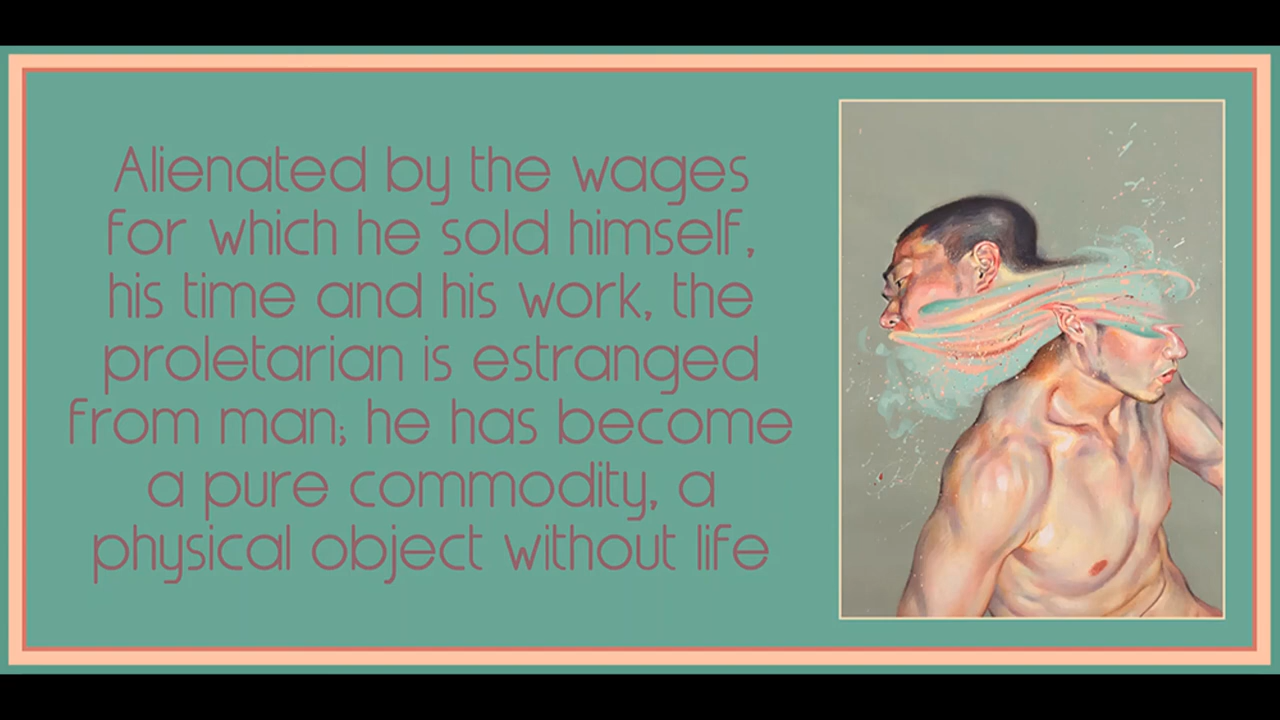 Alienated by the wages
for which he sold himself,
his time and his work, the
proletarian is estranged
from man; he has become
a pure commodity, a
physical object without life